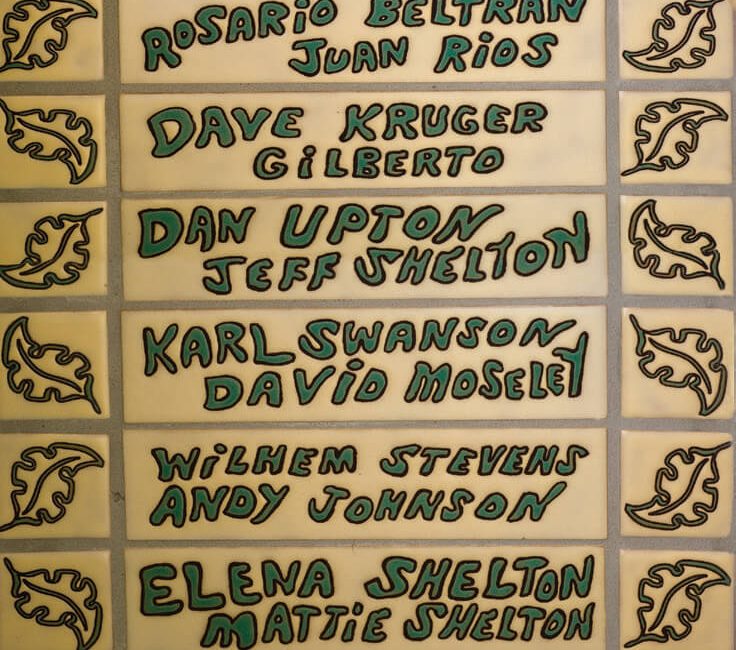 ROSARiO BELTRAN
JUAN RiOS
DAVE KRUGER
GiLBERTO
DAN UPTON
JEFF SHELTON
KARL SWANSON
DAViD MOSELEY
WiLHEM STEVENS
ANDY JOHNSON
ELENA SHELTON
MATTiE SHELTON